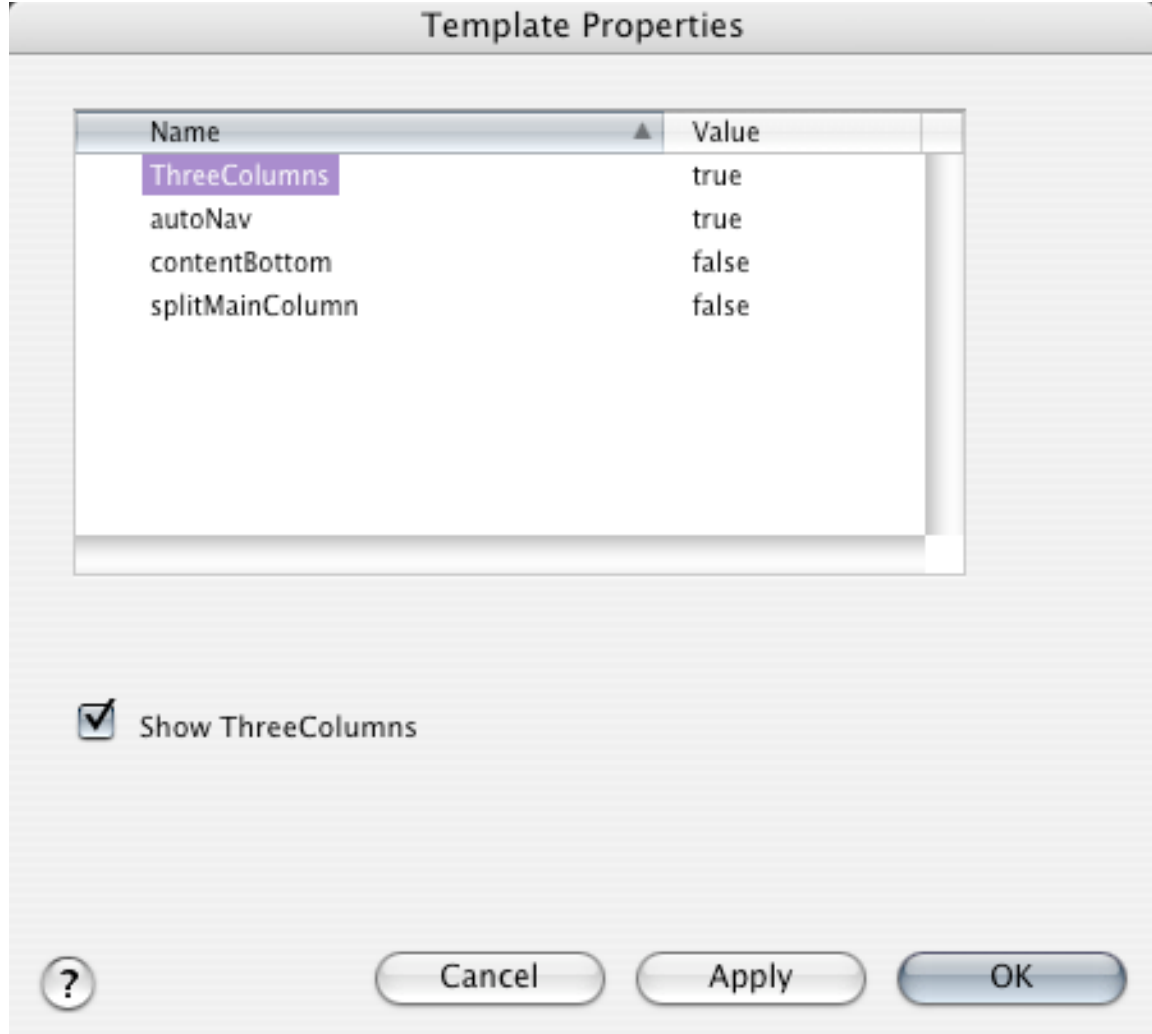 Template Properties
Name Value
ThreeColumns true
autoNav true
contentBottom false
splitMainColumn false
Show ThreeColumns
? Cancel Apply OK